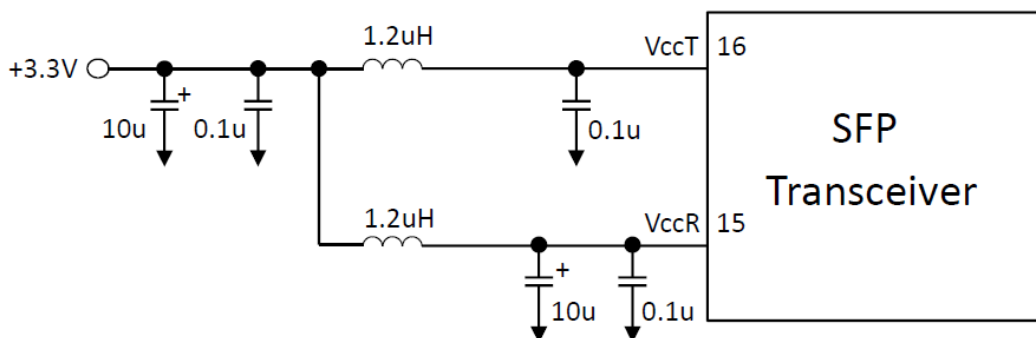 1.2uH
VccT
16
+3.3V
+
10u
0.1u
0.1u
SFP
Transceiver
1.2uH
VccR
15
+
10u
0.1u